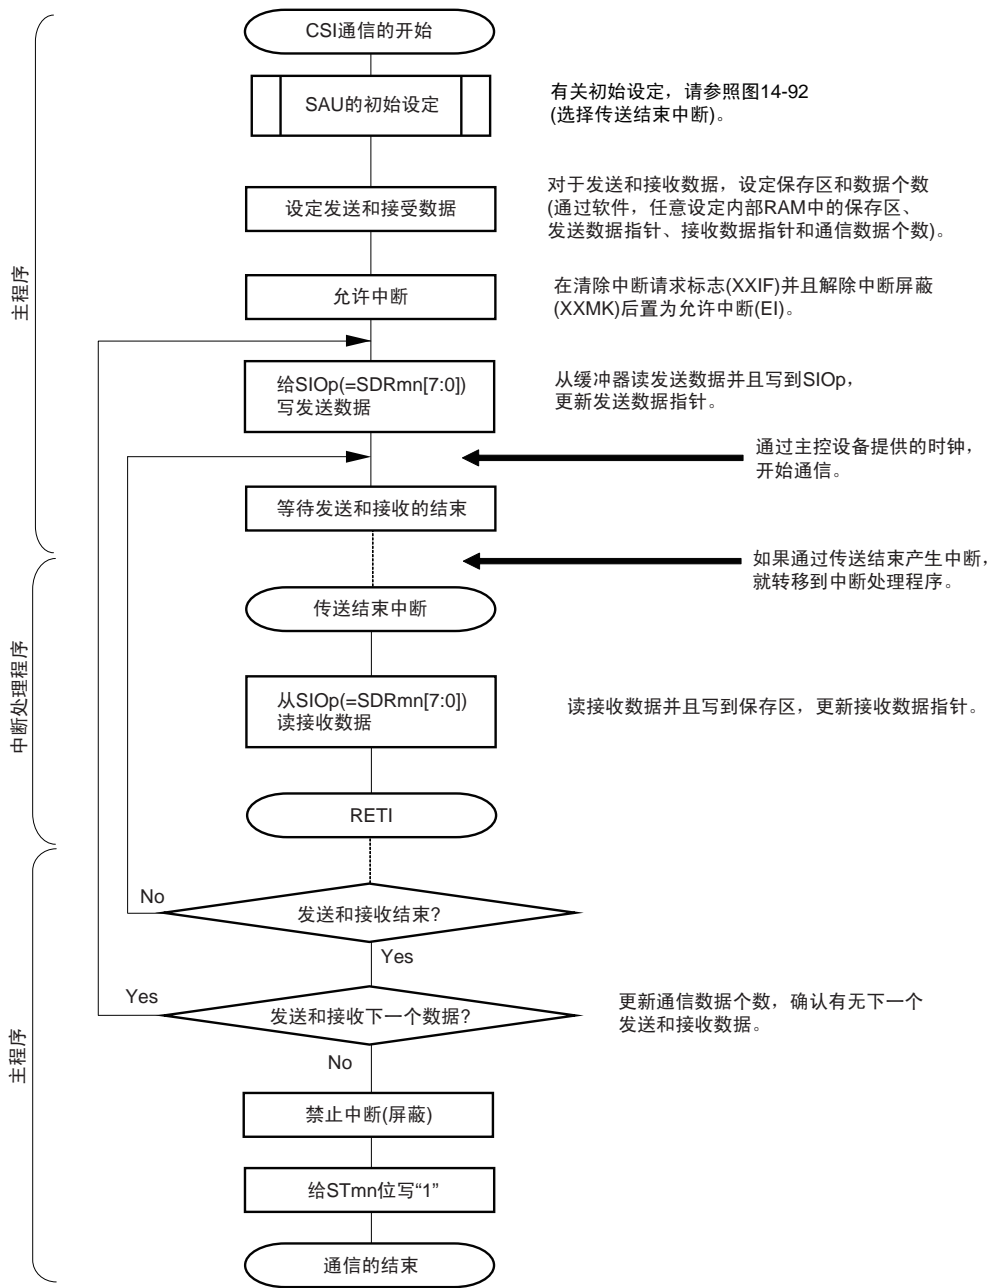 CSI通信的开始
SAU的初始设定
有关初始设定，请参照图14-92
(选择传送结束中断)。
设定发送和接受数据
对于发送和接收数据，设定保存区和数据个数
(通过软件，任意设定内部RAM中的保存区、
发送数据指针、接收数据指针和通信数据个数)。
主程序
允许中断
在清除中断请求标志(XXIF)并且解除中断屏蔽
(XXMK)后置为允许中断(EI)。
给SIOp(=SDRmn[7:0])
写发送数据
从缓冲器读发送数据并且写到SIOp，
更新发送数据指针。
通过主控设备提供的时钟，
开始通信。
等待发送和接收的结束
如果通过传送结束产生中断，
就转移到中断处理程序。
传送结束中断
中断处理程序
从SIOp(=SDRmn[7:0])
读接收数据
读接收数据并且写到保存区，更新接收数据指针。
RETI
No
发送和接收结束?
Yes
Yes
发送和接收下一个数据?
更新通信数据个数，确认有无下一个
发送和接收数据。
No
主程序
禁止中断(屏蔽)
给STmn位写“1”
通信的结束